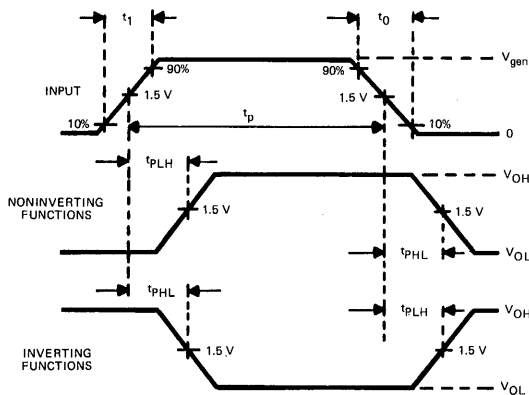 t1
t0
Vgen
90%
90%
INPUT
1.5 V
1.5 V
tp
10%
10%
0
tPLH
VOH
NONINVERTING
FUNCTIONS
1.5 V
1.5 V
tPHL
VOL
tPHL
tPLH
VOH
INVERTING
FUNCTIONS
1.5 V
1.5 V
VOL